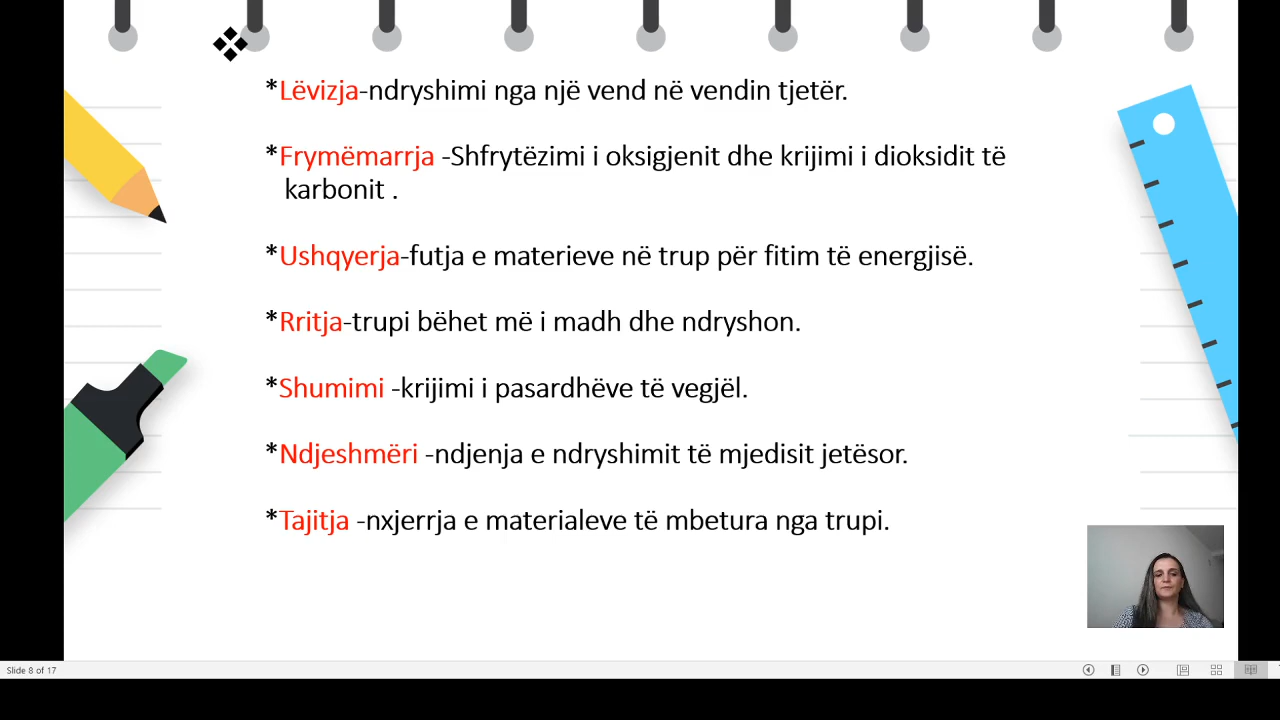 *Lëvizja-ndryshimi nga një vend në vendin tjetër.
*Frymëmarrja -Shfrytëzimi i oksigjenit dhe krijimi i dioksidit të
karbonit .
*Ushqyerja-futja e materieve në trup për fitim të energjisë.
*Rritja-trupi bëhet më i madh dhe ndryshon.
*Shumimi -krijimi i pasardhëve të vegjël.
*Ndjeshmëri -ndjenja e ndryshimit të mjedisit jetësor.
*Tajitja -nxjerrja e materialeve të mbetura nga trupi.
Slide 8 of 17